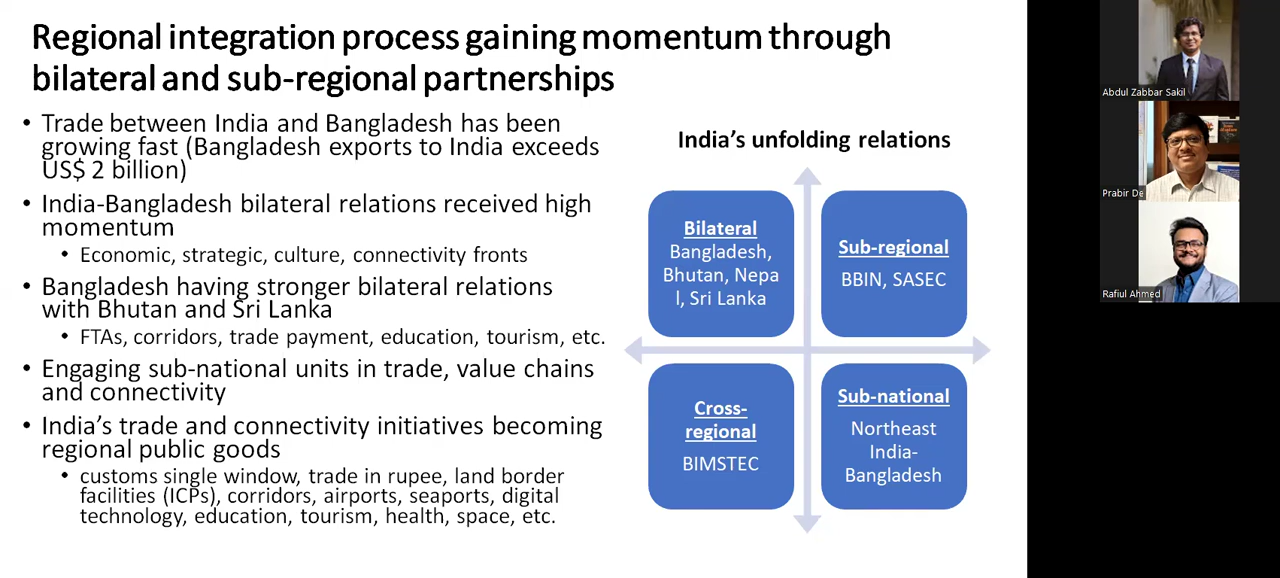 Regional integration process gaining momentum through
bilateral and sub-regional partnerships
• Trade between India and Bangladesh has been
growing fast (Bangladesh exports to India exceeds
US$ 2 billion)
• India-Bangladesh bilateral relations received high
momentum
• Economic, strategic, culture, connectivity fronts
• Bangladesh having stronger bilateral relations
with Bhutan and Sri Lanka
• FTAs, corridors, trade payment, education, tourism, etc.
• Engaging sub-national units in trade, value chains
and connectivity
• India's trade and connectivity initiatives becoming
regional public goods
• customs single window, trade in rupee, land border
facilities (ICPs), corridors, airports, seaports, digital
technology, education, tourism, health, space, etc.
India's unfolding relations
Bilateral
Bangladesh,
Bhutan, Nepa
l, Sri Lanka
Sub-regional
BBIN, SASEC
Cross-
regional
BIMSTEC
Sub-national
Northeast
India-
Bangladesh
Abdul Zabbar Sakil
Prabir De
Rafiul Ahmed